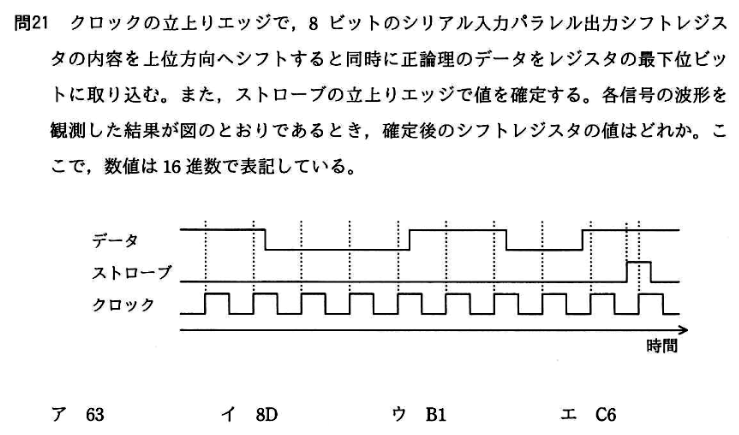 問21 クロックの立上りエッジで，8 ビットのシリアル入力パラレル出力シフトレジス
タの内容を上位方向へシフトすると同時に正論理のデータをレジスタの最下位ビッ
トに取り込む。また，ストローブの立上りエッジで値を確定する。各信号の波形を
観測した結果が図のとおりであるとき，確定後のシフトレジスタの値はどれか。こ
こで，数値は 16 進数で表記している。
データ
ストローブ
クロック
時間
ア 63 イ 8D ウ B1 エ C6